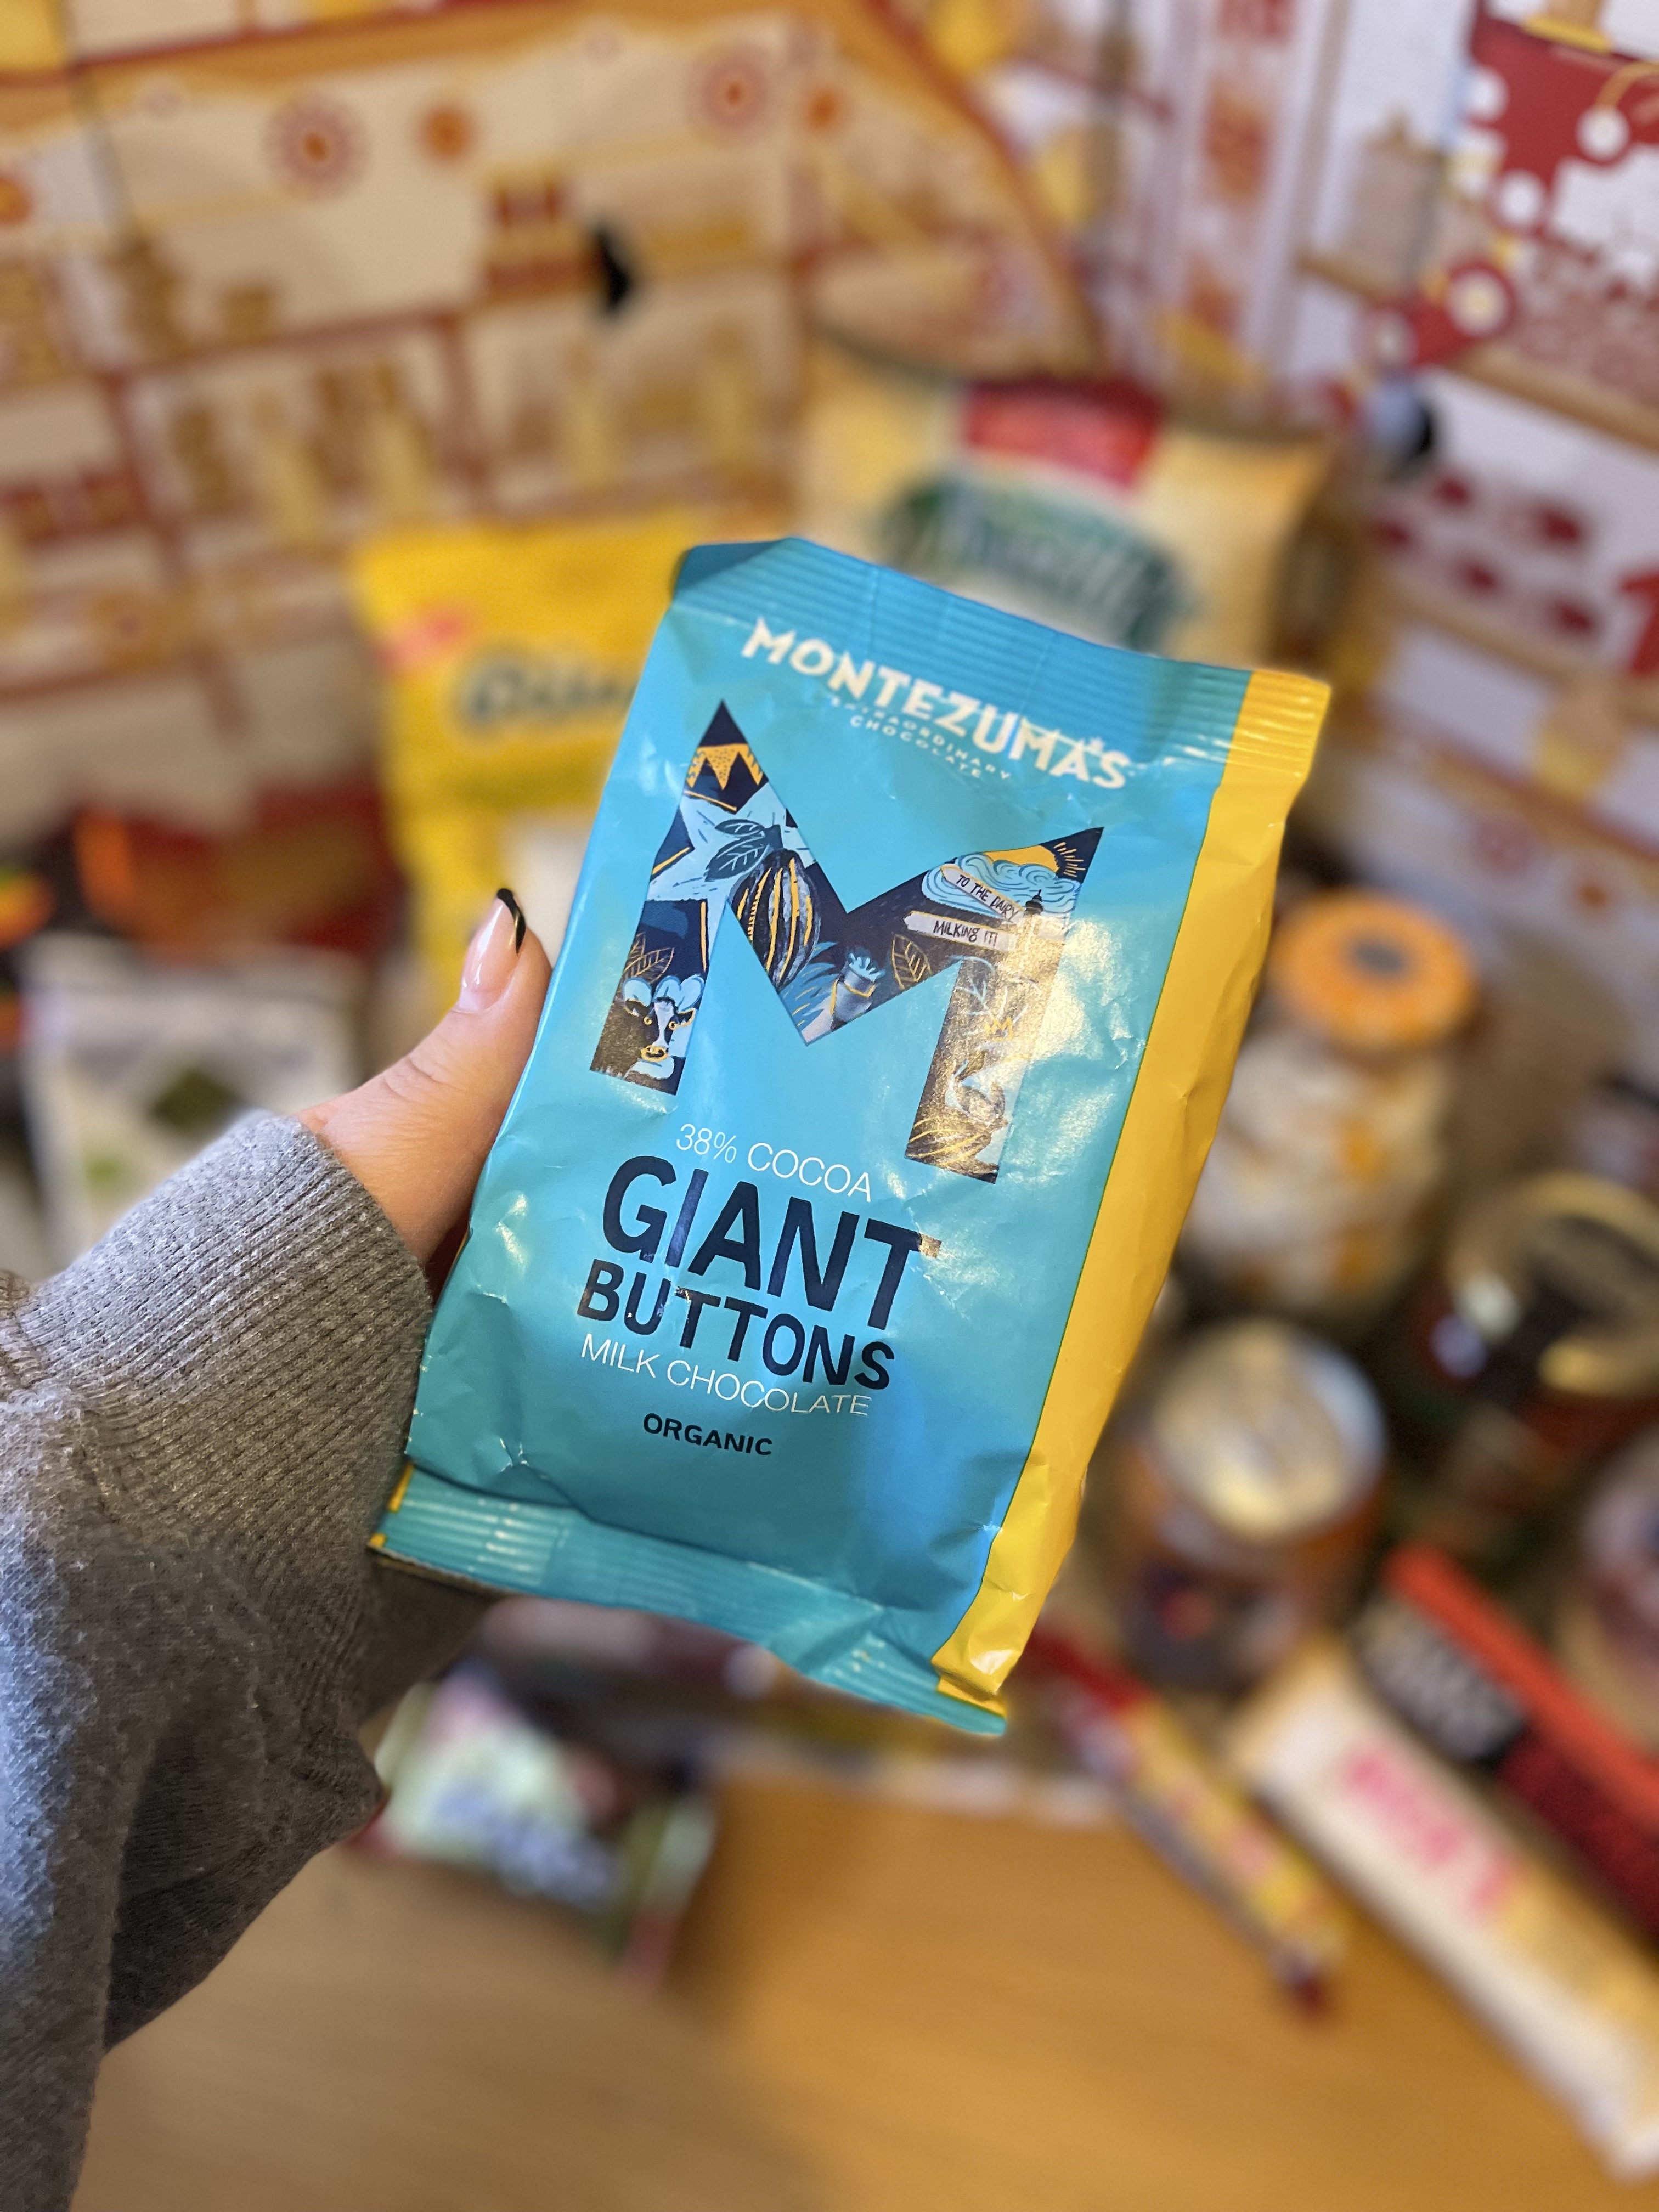 MONTEZUMA'S
EXTRAORDINARY
CHOCOLATE
TO THE DAIRY
MILKING IT!
38% COCOA
GIANT
BUTTONS
MILK CHOCOLATE
ORGANIC